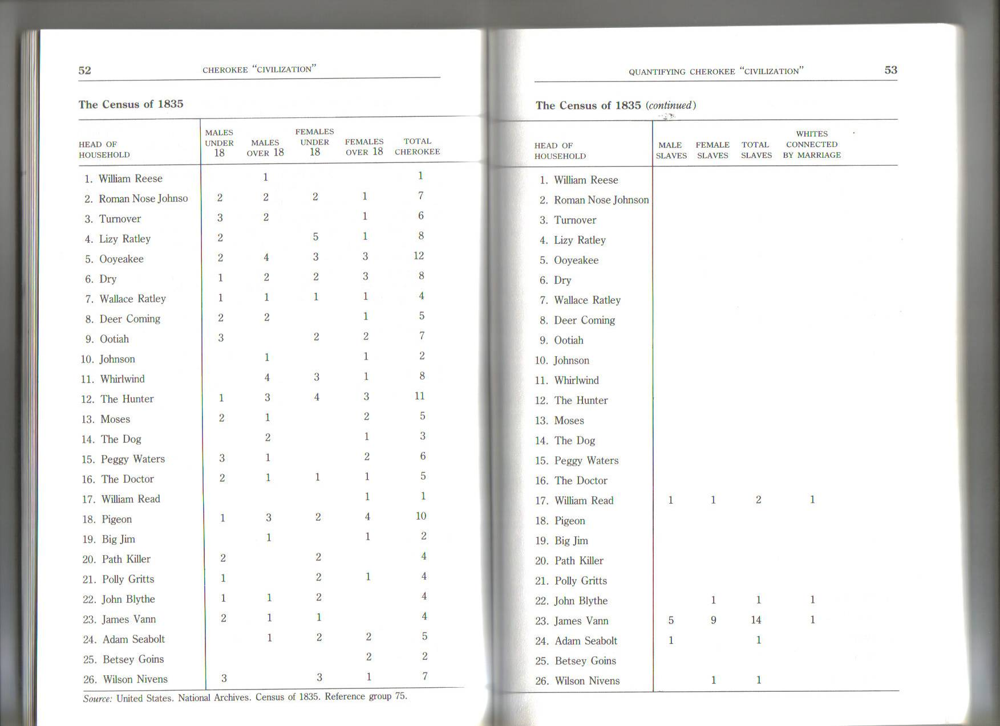 52 CHEROKEE “CIVILIZATION”
The Census of 1835
HEAD OF HOUSEHOLD MALES UNDER 18 MALES OVER 18 FEMALES UNDER 18 FEMALES OVER 18 TOTAL CHEROKEE
1. William Reese 1 1
2. Roman Nose Johnso 2 2 2 1 7
3. Turnover 3 2 1 6
4. Lizy Ratley 2 5 1 8
5. Ooyeakee 2 4 3 3 12
6. Dry 1 2 2 3 8
7. Wallace Ratley 1 1 1 1 4
8. Deer Coming 2 2 1 5
9. Ootiah 3 2 2 7
10. Johnson 1 1 2
11. Whirlwind 4 3 1 8
12. The Hunter 1 3 4 3 11
13. Moses 2 1 2 5
14. The Dog 2 1 3
15. Peggy Waters 3 1 2 6
16. The Doctor 2 1 1 1 5
17. William Read 1 1
18. Pigeon 1 3 2 4 10
19. Big Jim 1 1 2
20. Path Killer 2 2 4
21. Polly Gritts 1 2 1 4
22. John Blythe 1 1 2 4
23. James Vann 2 1 1 4
24. Adam Seabolt 1 2 2 5
25. Betsey Goins 2 2
26. Wilson Nivens 3 3 1 7
Source: United States. National Archives. Census of 1835. Reference group 75.
QUANTIFYING CHEROKEE “CIVILIZATION” 53
The Census of 1835 (continued)
HEAD OF HOUSEHOLD MALE SLAVES FEMALE SLAVES TOTAL SLAVES WHITES CONNECTED BY MARRIAGE
1. William Reese
2. Roman Nose Johnson
3. Turnover
4. Lizy Ratley
5. Ooyeakee
6. Dry
7. Wallace Ratley
8. Deer Coming
9. Ootiah
10. Johnson
11. Whirlwind
12. The Hunter
13. Moses
14. The Dog
15. Peggy Waters
16. The Doctor
17. William Read 1 1 2 1
18. Pigeon
19. Big Jim
20. Path Killer
21. Polly Gritts
22. John Blythe 1 1 1
23. James Vann 5 9 14 1
24. Adam Seabolt 1 1
25. Betsey Goins
26. Wilson Nivens 1 1